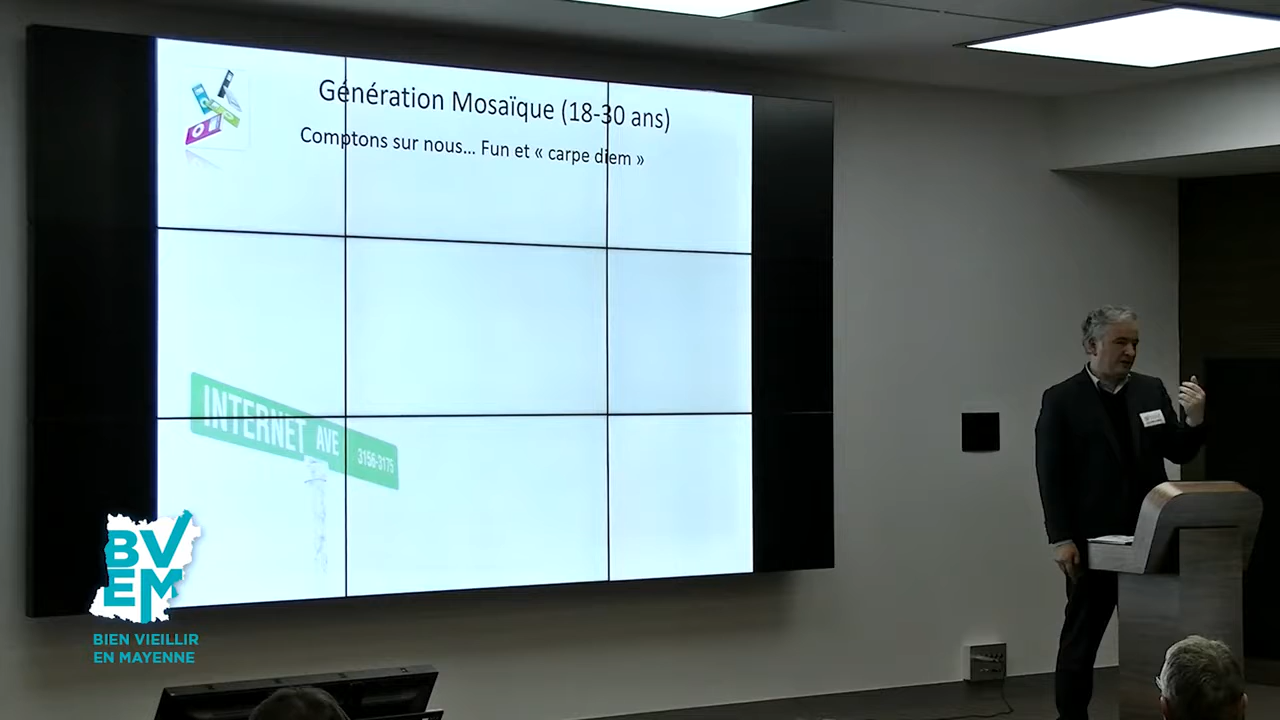 Génération Mosaïque (18-30 ans)
Comptons sur nous... Fun et « carpe diem »
INTERNET AVE 3156-3175
BV
EM
BIEN VIEILLIR
EN MAYENNE